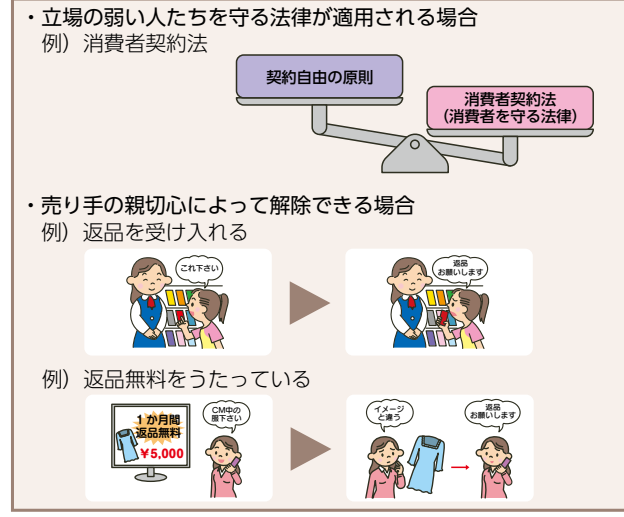 ・立場の弱い人たちを守る法律が適用される場合
例）消費者契約法
契約自由の原則
消費者契約法
（消費者を守る法律）
・売り手の親切心によって解除できる場合
例）返品を受け入れる
これ下さい
返品
お願いします
例）返品無料をうたっている
1か月間
返品無料
￥5,000
CM中の
服下さい
イメージ
と違う
返品
お願いします